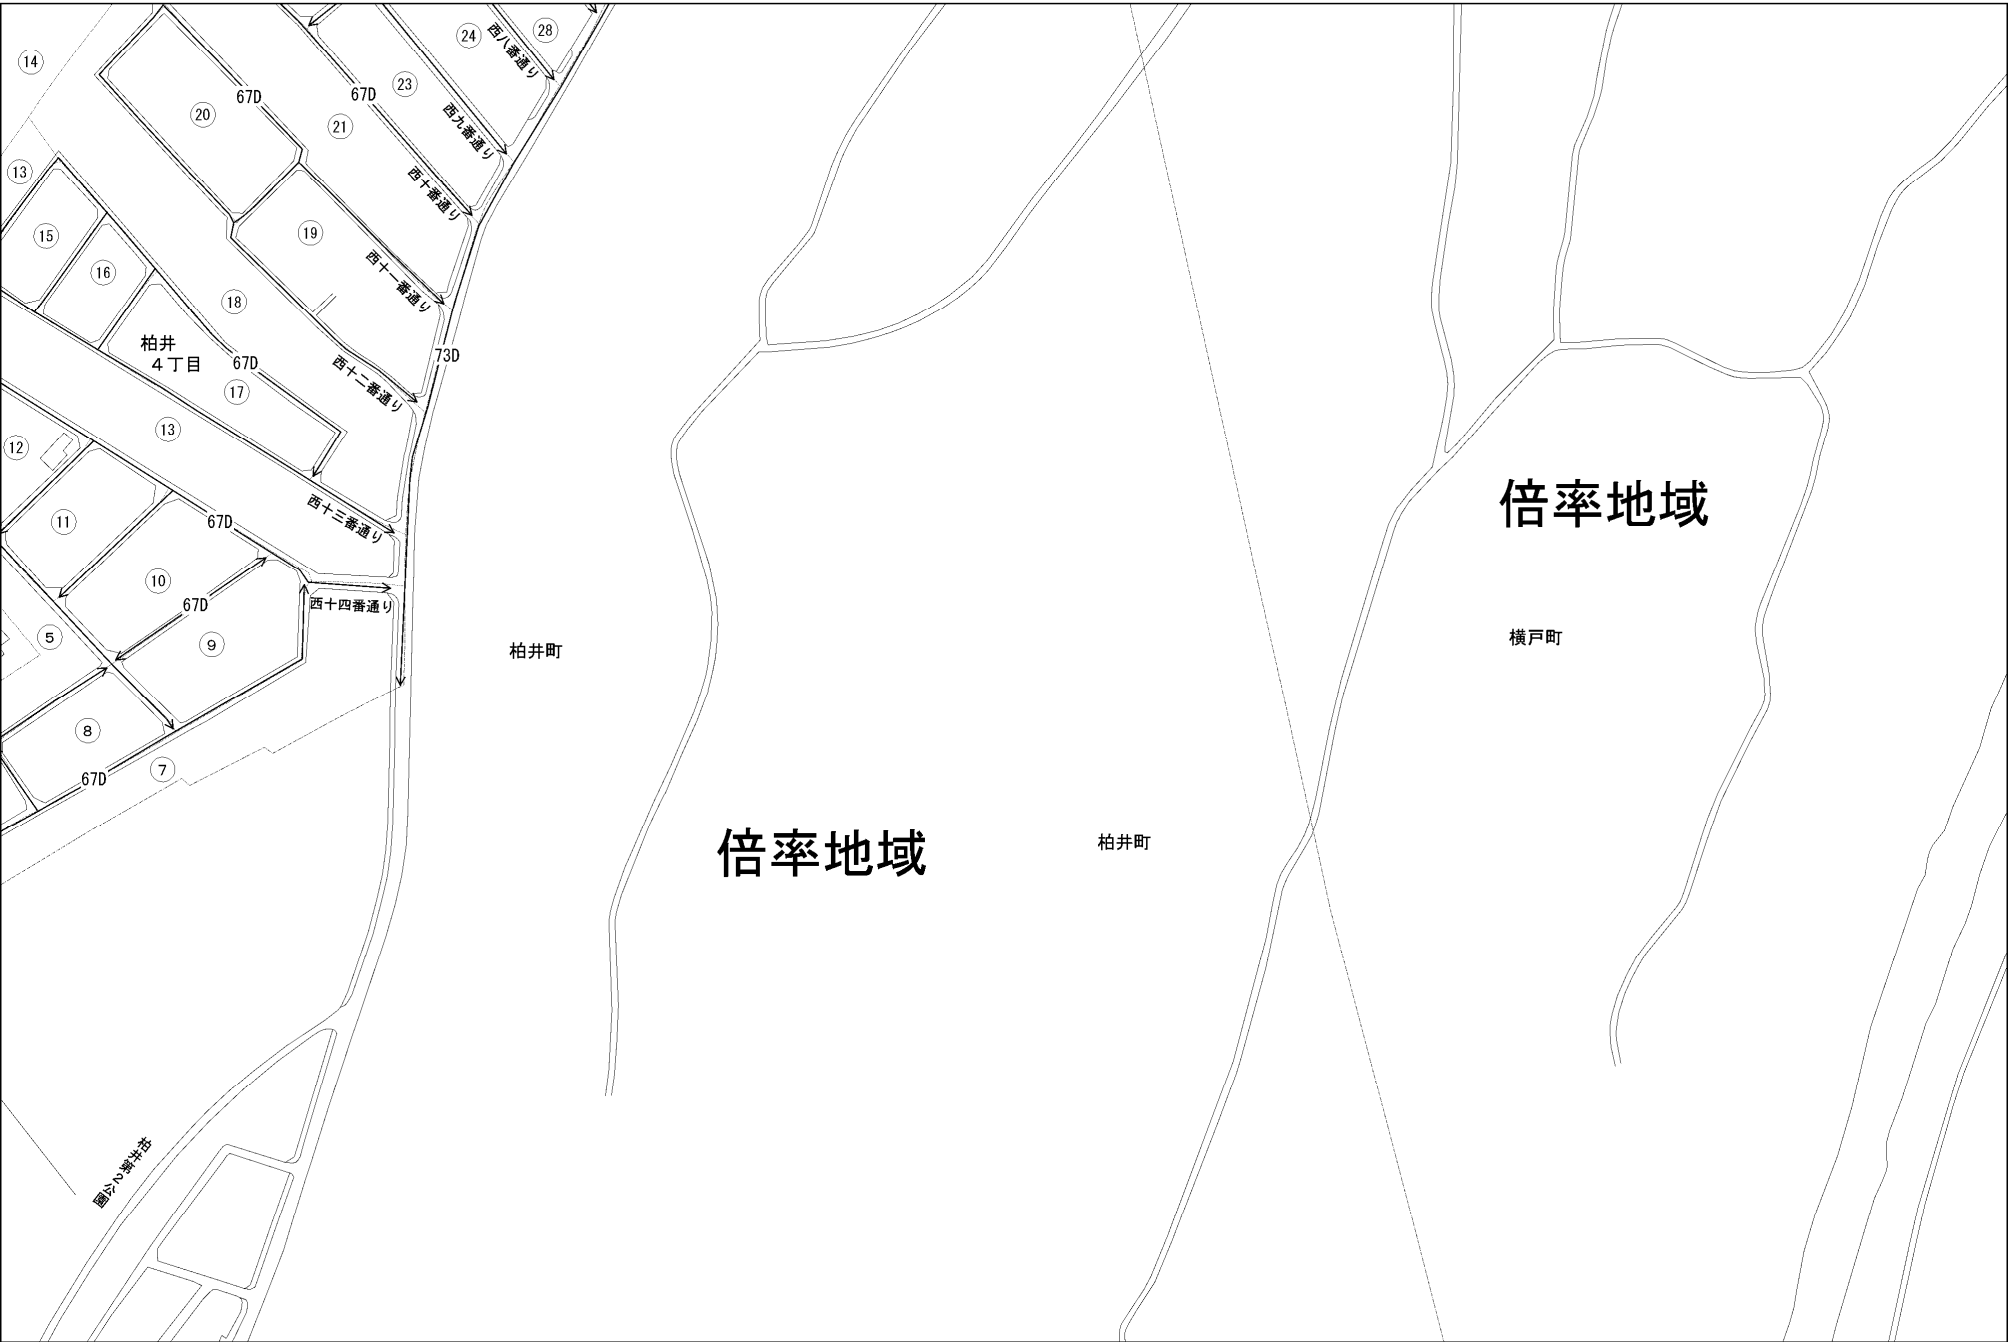 28
24
西八番通り
14
23
67D
67D
20
西九番通り
21
13
西十番通り
15
19
16
西十一番通り
18
柏井
４丁目
67D
73D
西十二番通り
17
13
12
67D
西十三番通り
11
倍率地域
10
67D
西十四番通り
5
9
柏井町
横戸町
8
7
67D
倍率地域
柏井町
柏井第２公園